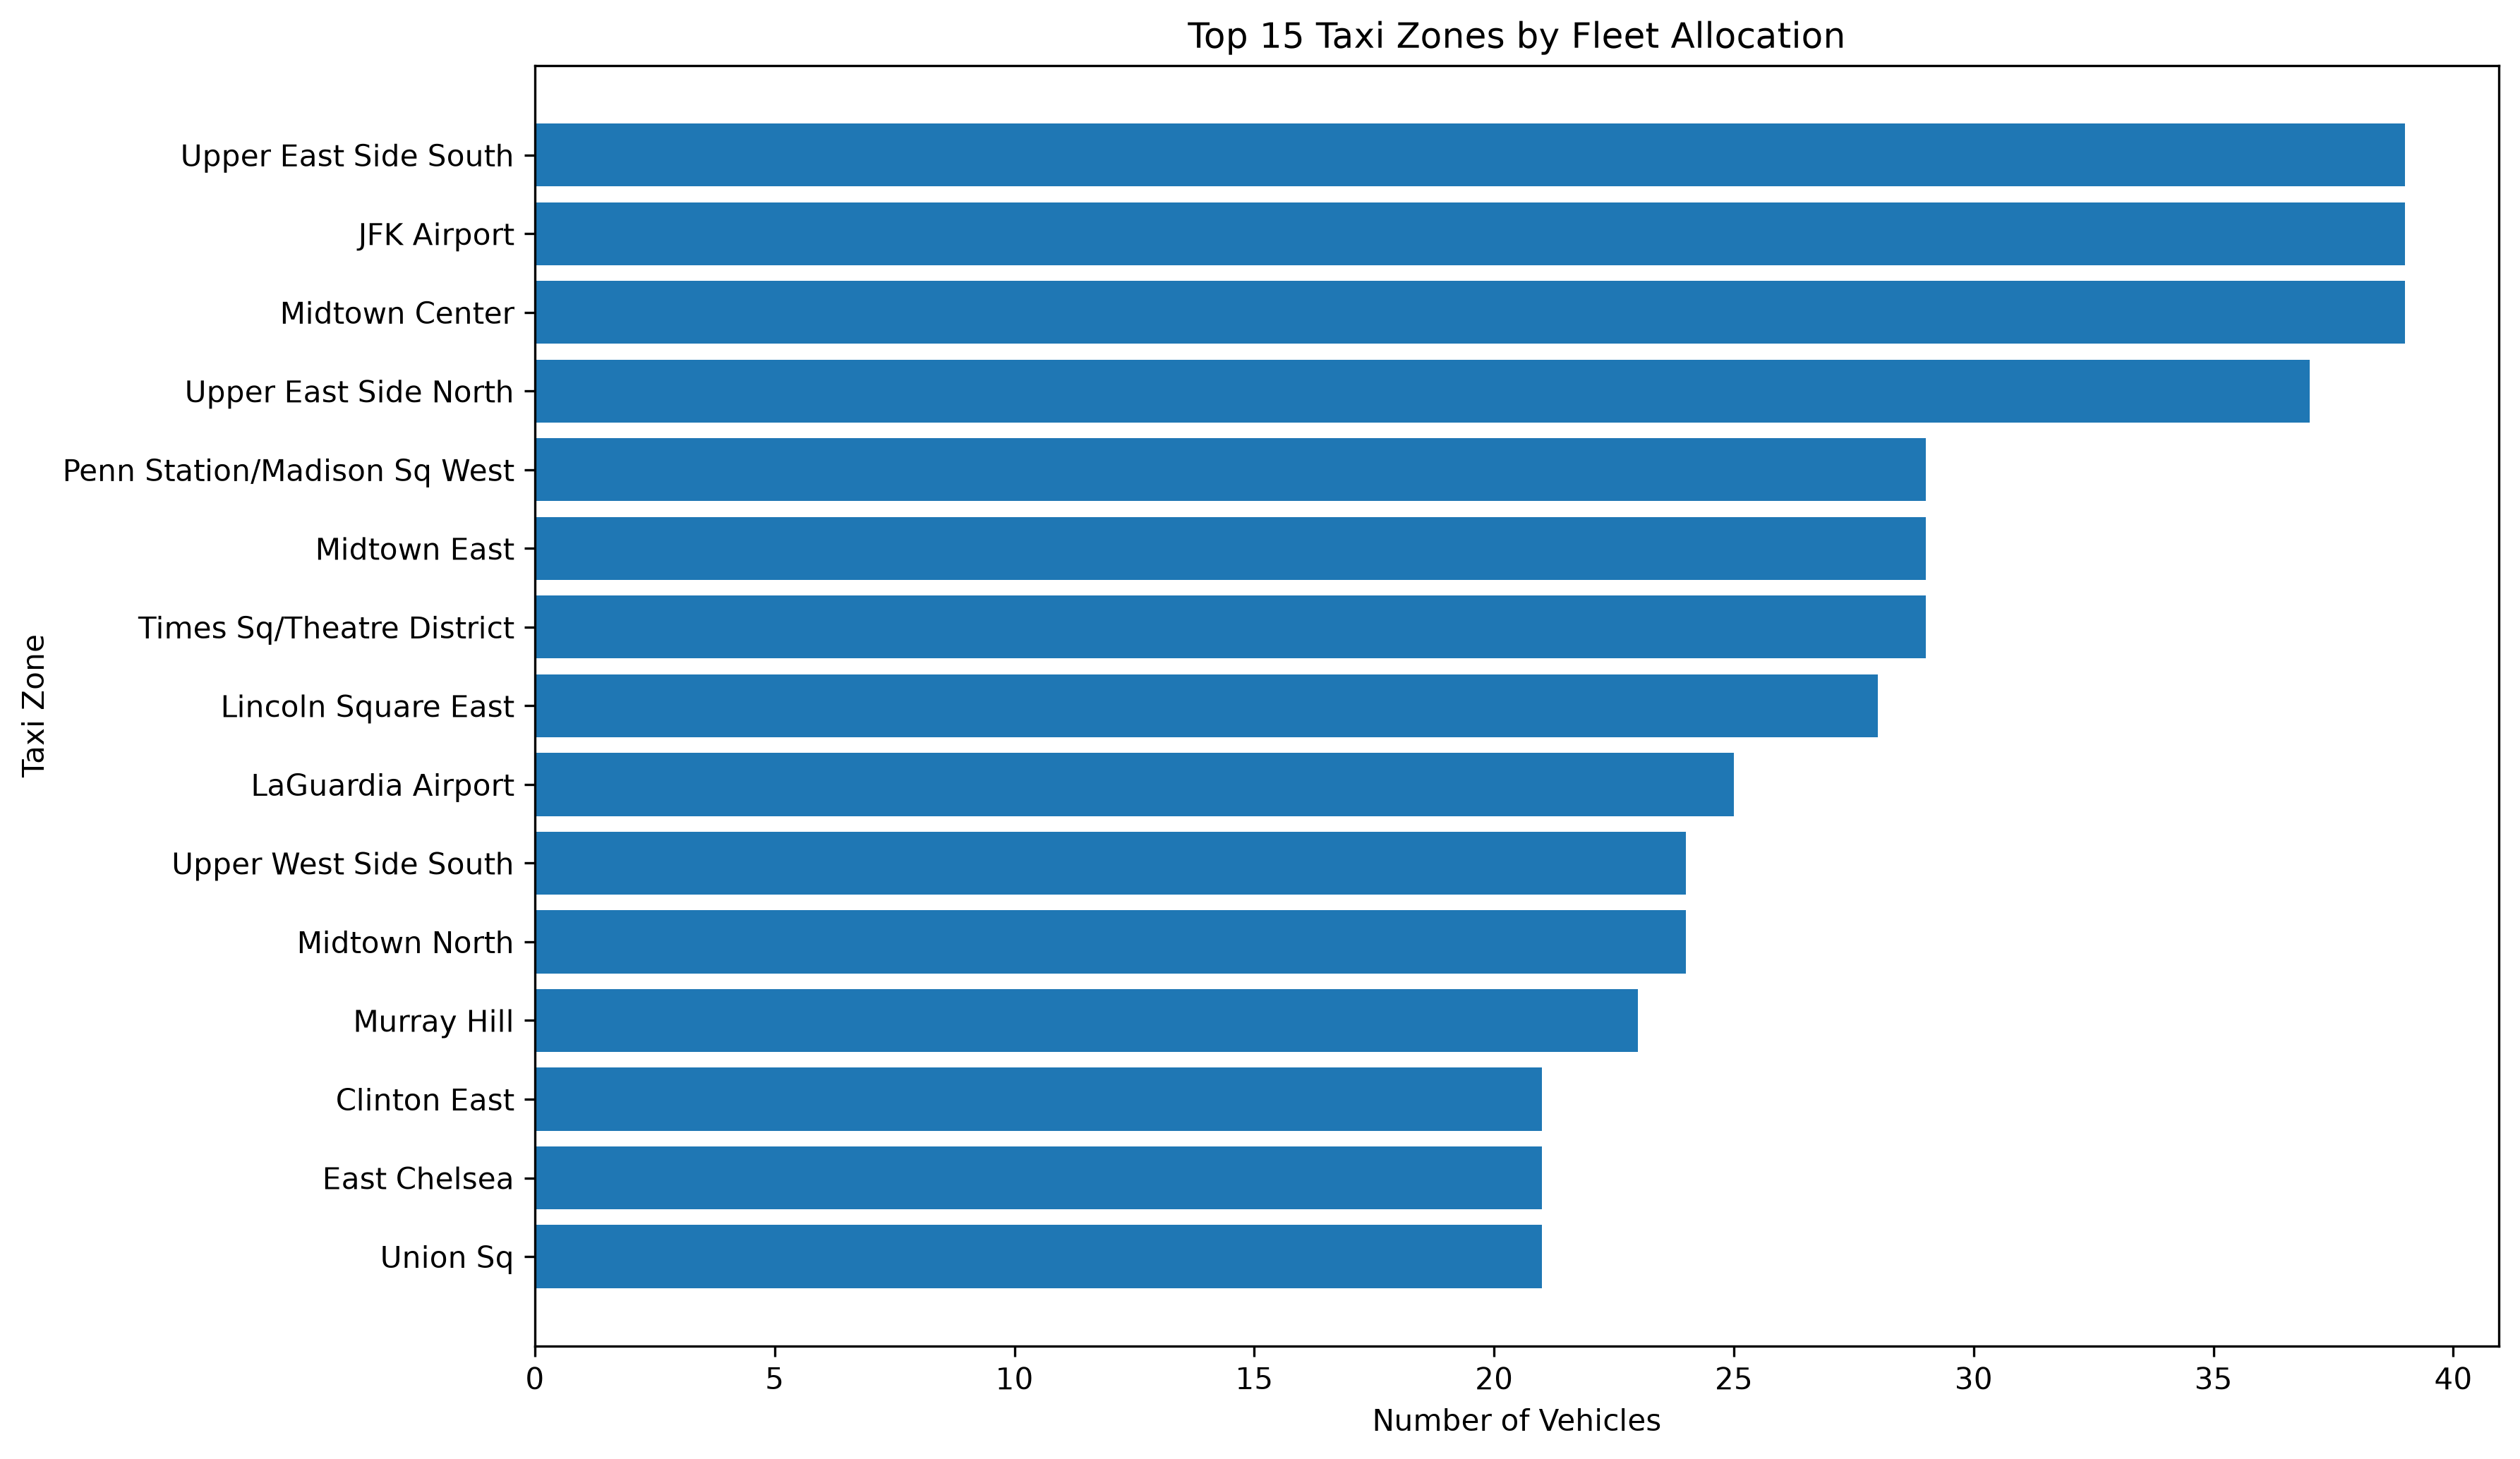 Top 15 Taxi Zones by Fleet Allocation
Taxi Zone
Upper East Side South
JFK Airport
Midtown Center
Upper East Side North
Penn Station/Madison Sq West
Midtown East
Times Sq/Theatre District
Lincoln Square East
LaGuardia Airport
Upper West Side South
Midtown North
Murray Hill
Clinton East
East Chelsea
Union Sq
0 5 10 15 20 25 30 35 40
Number of Vehicles